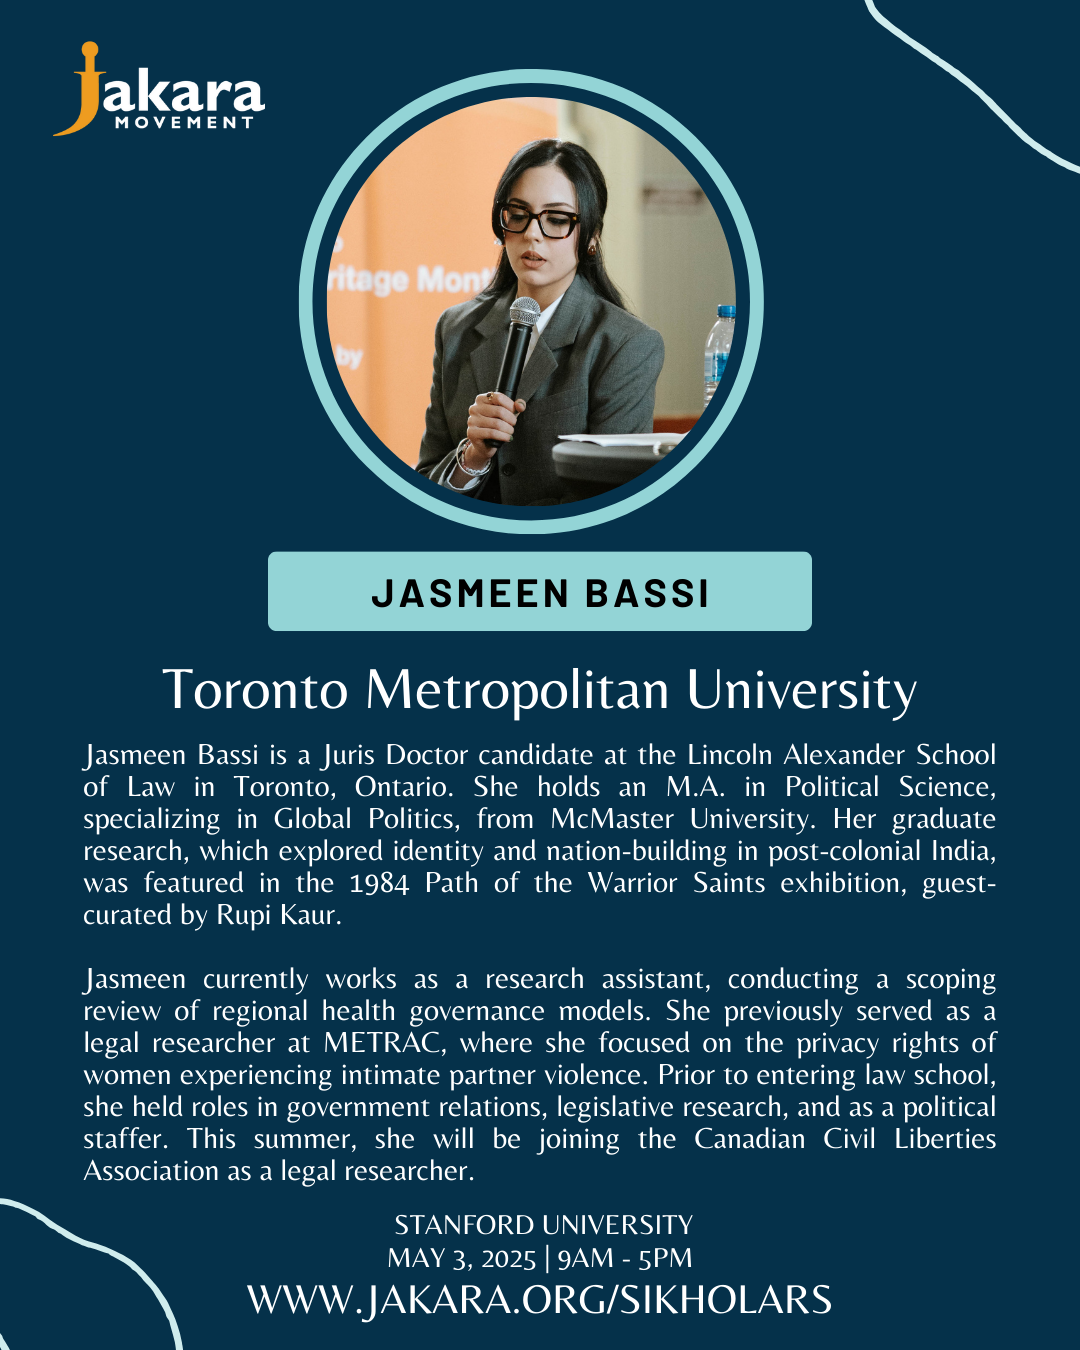 Jakara
MOVEMENT
ritage Mont
by
JASMEEN BASSI
Toronto Metropolitan University
Jasmeen Bassi is a Juris Doctor candidate at the Lincoln Alexander School
of Law in Toronto, Ontario. She holds an M.A. in Political Science,
specializing in Global Politics, from McMaster University. Her graduate
research, which explored identity and nation-building in post-colonial India,
was featured in the 1984 Path of the Warrior Saints exhibition, guest-
curated by Rupi Kaur.
Jasmeen currently works as a research assistant, conducting a scoping
review of regional health governance models. She previously served as a
legal researcher at METRAC, where she focused on the privacy rights of
women experiencing intimate partner violence. Prior to entering law school,
she held roles in government relations, legislative research, and as a political
staffer. This summer, she will be joining the Canadian Civil Liberties
Association as a legal researcher.
STANFORD UNIVERSITY
MAY 3, 2025 | 9AM - 5PM
WWW.JAKARA.ORG/SIKHOLARS